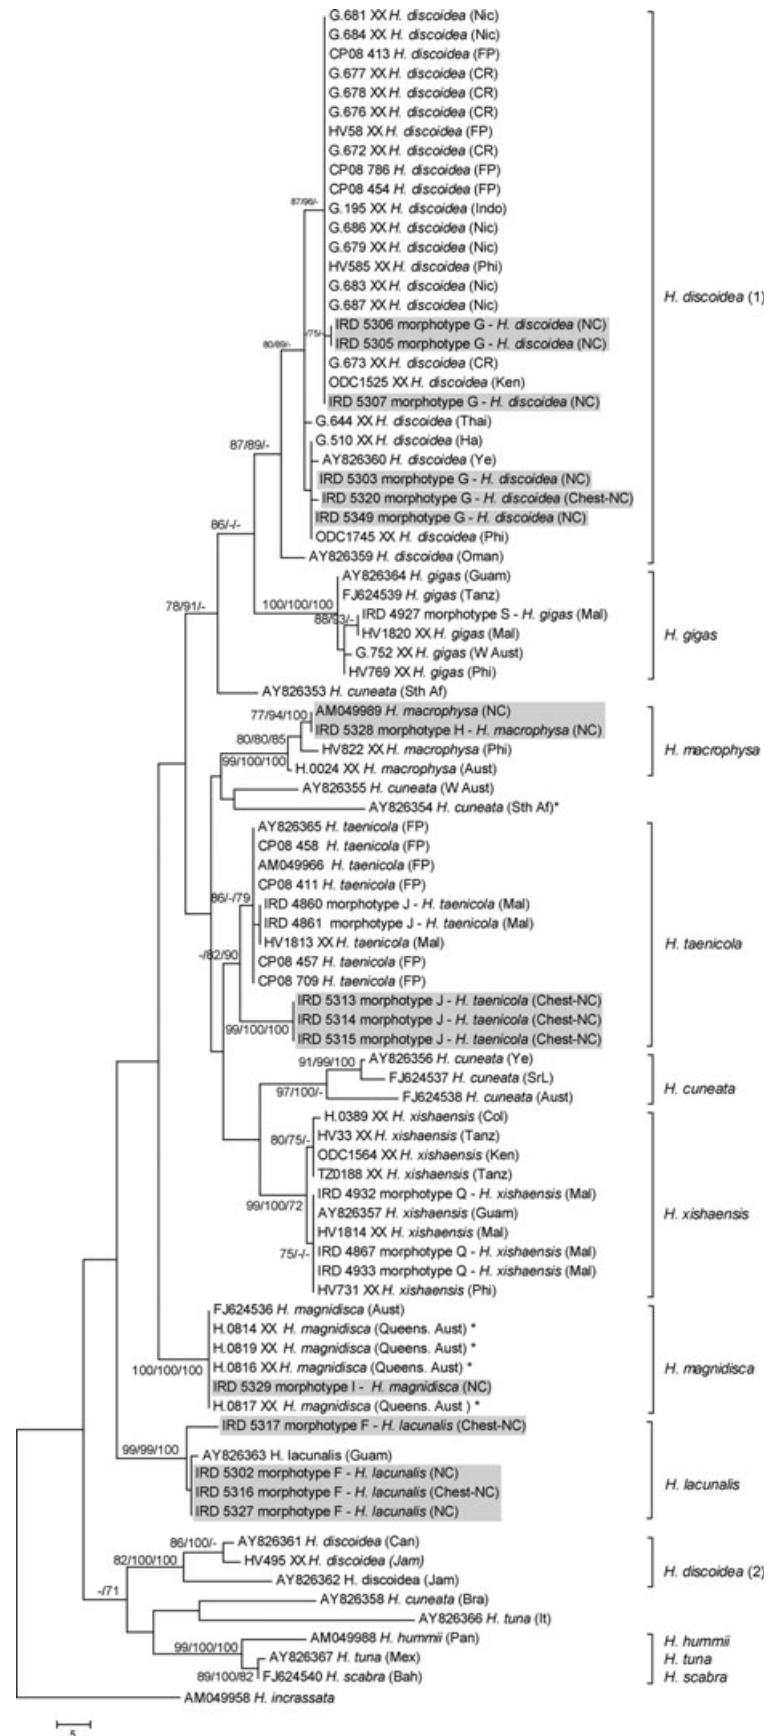 G.681 XX H. discoidea (Nic)
G.684 XX H. discoidea (Nic)
CP08 413 H. discoidea (FP)
G.677 XX H. discoidea (CR)
G.678 XX H. discoidea (CR)
G.676 XX H. discoidea (CR)
HV58 XX H. discoidea (FP)
G.672 XX H. discoidea (CR)
CP08 786 H. discoidea (FP)
CP08 454 H. discoidea (FP)
87/96/-
G.195 XX H. discoidea (Indo)
G.686 XX H. discoidea (Nic)
G.679 XX H. discoidea (Nic)
HV585 XX H. discoidea (Phi)
G.683 XX H. discoidea (Nic)
G.687 XX H. discoidea (Nic)
H. discoidea (1)
IRD 5306 morphotype G - H. discoidea (NC)
-/75/-
IRD 5305 morphotype G - H. discoidea (NC)
80/89/-
G.673 XX H. discoidea (CR)
ODC1525 XX H. discoidea (Ken)
IRD 5307 morphotype G - H. discoidea (NC)
G.644 XX H. discoidea (Thai)
87/89/-
G.510 XX H. discoidea (Ha)
AY826360 H. discoidea (Ye)
IRD 5303 morphotype G - H. discoidea (NC)
IRD 5320 morphotype G - H. discoidea (Chest-NC)
IRD 5349 morphotype G - H. discoidea (NC)
86/-/-
ODC1745 XX H. discoidea (Phi)
AY826359 H. discoidea (Oman)
AY826364 H. gigas (Guam)
FJ624539 H. gigas (Tanz)
78/91/-
100/100/100
IRD 4927 morphotype S - H. gigas (Mal)
88/93/-
HV1820 XX H. gigas (Mal)
H. gigas
G.752 XX H. gigas (W Aust)
HV769 XX H. gigas (Phi)
AY826353 H. cuneata (Sth Af)
77/94/100
AM049989 H. macrophysa (NC)
IRD 5328 morphotype H - H. macrophysa (NC)
80/80/85
HV822 XX H. macrophysa (Phi)
H. macrophysa
99/100/100
H.0024 XX H. macrophysa (Aust)
AY826355 H. cuneata (W Aust)
AY826354 H. cuneata (Sth Af)*
AY826365 H. taenicola (FP)
CP08 458 H. taenicola (FP)
AM049966 H. taenicola (FP)
CP08 411 H. taenicola (FP)
86/-/79
IRD 4860 morphotype J - H. taenicola (Mal)
IRD 4861 morphotype J - H. taenicola (Mal)
HV1813 XX H. taenicola (Mal)
H. taenicola
-/82/90
CP08 457 H. taenicola (FP)
CP08 709 H. taenicola (FP)
IRD 5313 morphotype J - H. taenicola (Chest-NC)
IRD 5314 morphotype J - H. taenicola (Chest-NC)
99/100/100
IRD 5315 morphotype J - H. taenicola (Chest-NC)
91/99/100
AY826356 H. cuneata (Ye)
FJ624537 H. cuneata (SrL)
H. cuneata
97/100/-
FJ624538 H. cuneata (Aust)
H.0389 XX H. xishaensis (Col)
80/75/-
HV33 XX H. xishaensis (Tanz)
ODC1564 XX H. xishaensis (Ken)
TZ0188 XX H. xishaensis (Tanz)
99/100/72
IRD 4932 morphotype Q - H. xishaensis (Mal)
AY826357 H. xishaensis (Guam)
H. xishaensis
HV1814 XX H. xishaensis (Mal)
75/-/-
IRD 4867 morphotype Q - H. xishaensis (Mal)
IRD 4933 morphotype Q - H. xishaensis (Mal)
HV731 XX H. xishaensis (Phi)
FJ624536 H. magnidisca (Aust)
H.0814 XX H. magnidisca (Queens. Aust) *
H.0819 XX H. magnidisca (Queens. Aust) *
100/100/100
H.0816 XX H. magnidisca (Queens. Aust) *
H. magnidisca
IRD 5329 morphotype I - H. magnidisca (NC)
H.0817 XX H. magnidisca (Queens. Aust ) *
IRD 5317 morphotype F - H. lacunalis (Chest-NC)
99/99/100
AY826363 H. lacunalis (Guam)
IRD 5302 morphotype F - H. lacunalis (NC)
H. lacunalis
IRD 5316 morphotype F - H. lacunalis (Chest-NC)
IRD 5327 morphotype F - H. lacunalis (NC)
86/100/-
AY826361 H. discoidea (Can)
82/100/100
HV495 XX H. discoidea (Jam)
H. discoidea (2)
AY826362 H. discoidea (Jam)
-/71
AY826358 H. cuneata (Bra)
AY826366 H. tuna (It)
99/100/100
AM049988 H. hummii (Pan)
H. hummii
AY826367 H. tuna (Mex)
H. tuna
89/100/82
FJ624540 H. scabra (Bah)
H. scabra
AM049958 H. incrassata
5